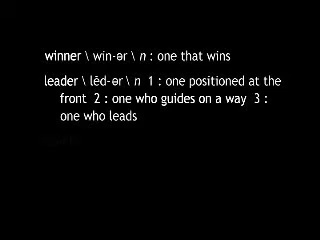 winner \ win-ər \ n : one that wins
leader \ lēd-ər \ n 1 : one positioned at the
front 2 : one who guides on a way 3 :
one who leads